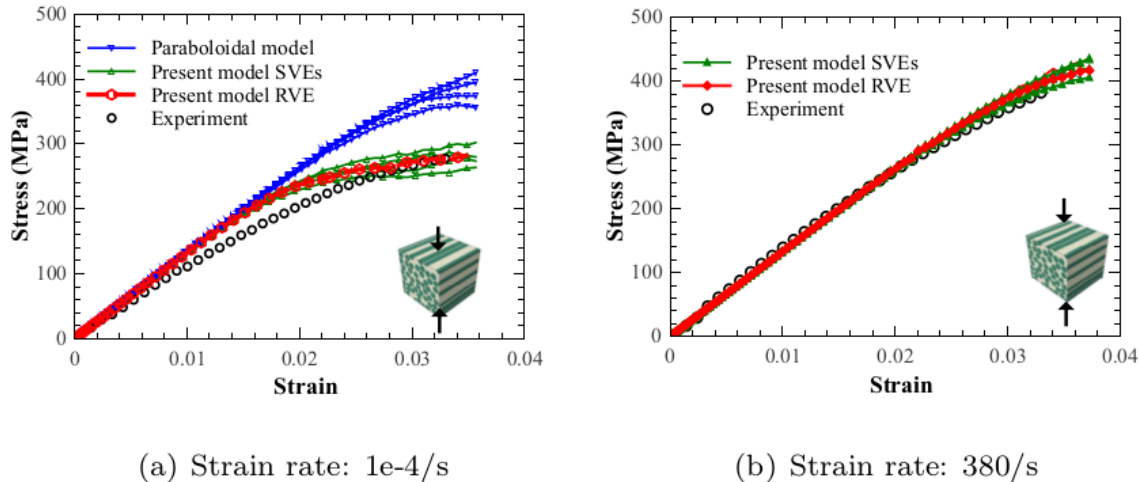 500
400
300
200
100
0
Stress (MPa)
Paraboloidal model
Present model SVEs
Present model RVE
Experiment
0 0.01 0.02 0.03 0.04
Strain
(a) Strain rate: 1e-4/s
500
400
300
200
100
0
Stress (MPa)
Present model SVEs
Present model RVE
Experiment
0 0.01 0.02 0.03 0.04
Strain
(b) Strain rate: 380/s